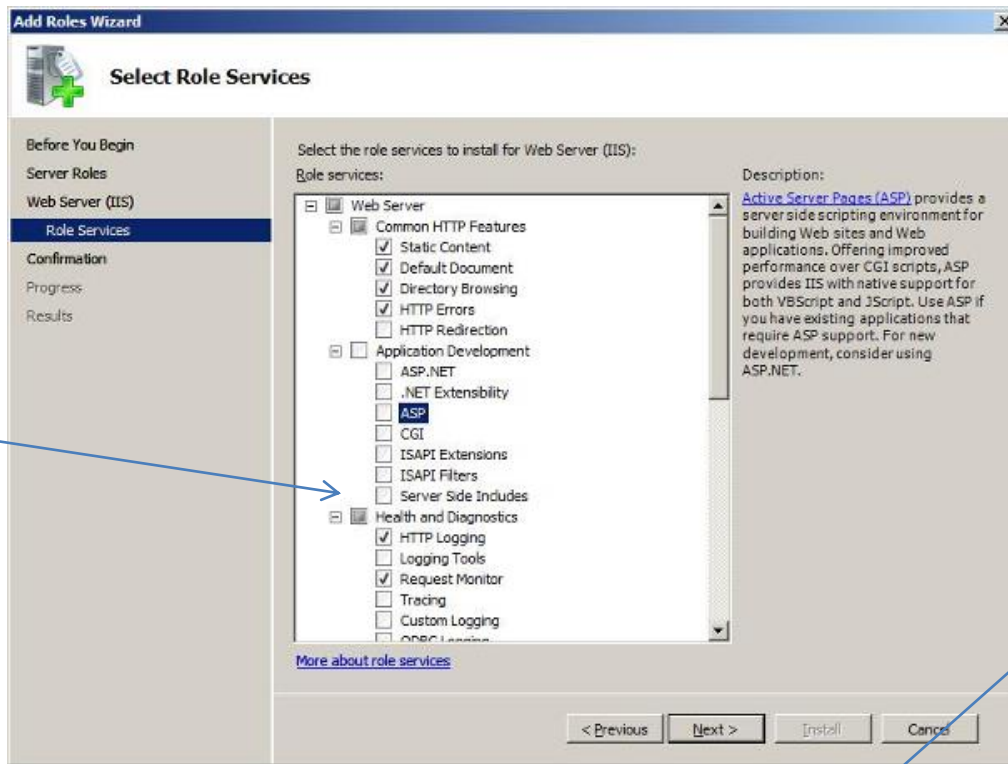 Add Roles Wizard
Select Role Services
Before You Begin
Server Roles
Web Server (IIS)
Role Services
Confirmation
Progress
Results
Select the role services to install for Web Server (IIS):
Role services:
Web Server
Common HTTP Features
Static Content
Default Document
Directory Browsing
HTTP Errors
HTTP Redirection
Application Development
ASP.NET
.NET Extensibility
ASP
CGI
ISAPI Extensions
ISAPI Filters
Server Side Includes
Health and Diagnostics
HTTP Logging
Logging Tools
Request Monitor
Tracing
Custom Logging
ODBC Logging
More about role services
Description:
Active Server Pages (ASP) provides a
server side scripting environment for
building Web sites and Web
applications. Offering improved
performance over CGI scripts, ASP
provides IIS with native support for
both VBScript and JScript. Use ASP if
you have existing applications that
require ASP support. For new
development, consider using
ASP.NET.
< Previous
Next >
Install
Cancel